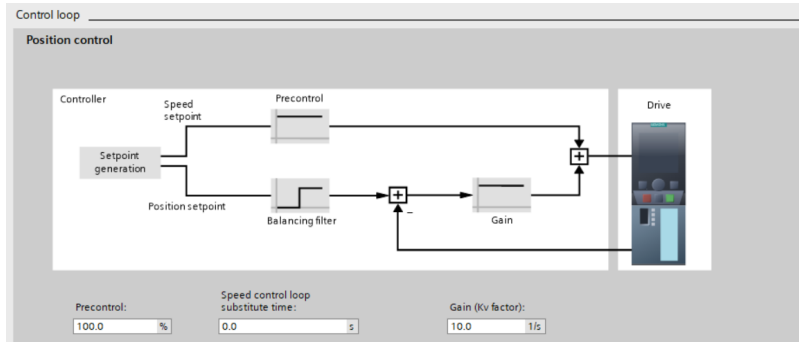 Control loop
Position control
Controller
Speed
setpoint
Precontrol
Drive
Setpoint
generation
Position setpoint
Balancing filter
Gain
Precontrol:
100.0 %
Speed control loop
substitute time:
0.0 s
Gain (Kv factor):
10.0 1/s